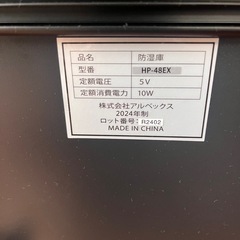 品名 防湿庫
型番 HP-48EX
定額電圧 5V
定額消費電力 10W
株式会社アルペックス
2024年制
ロット番号: R2402
MADE IN CHINA